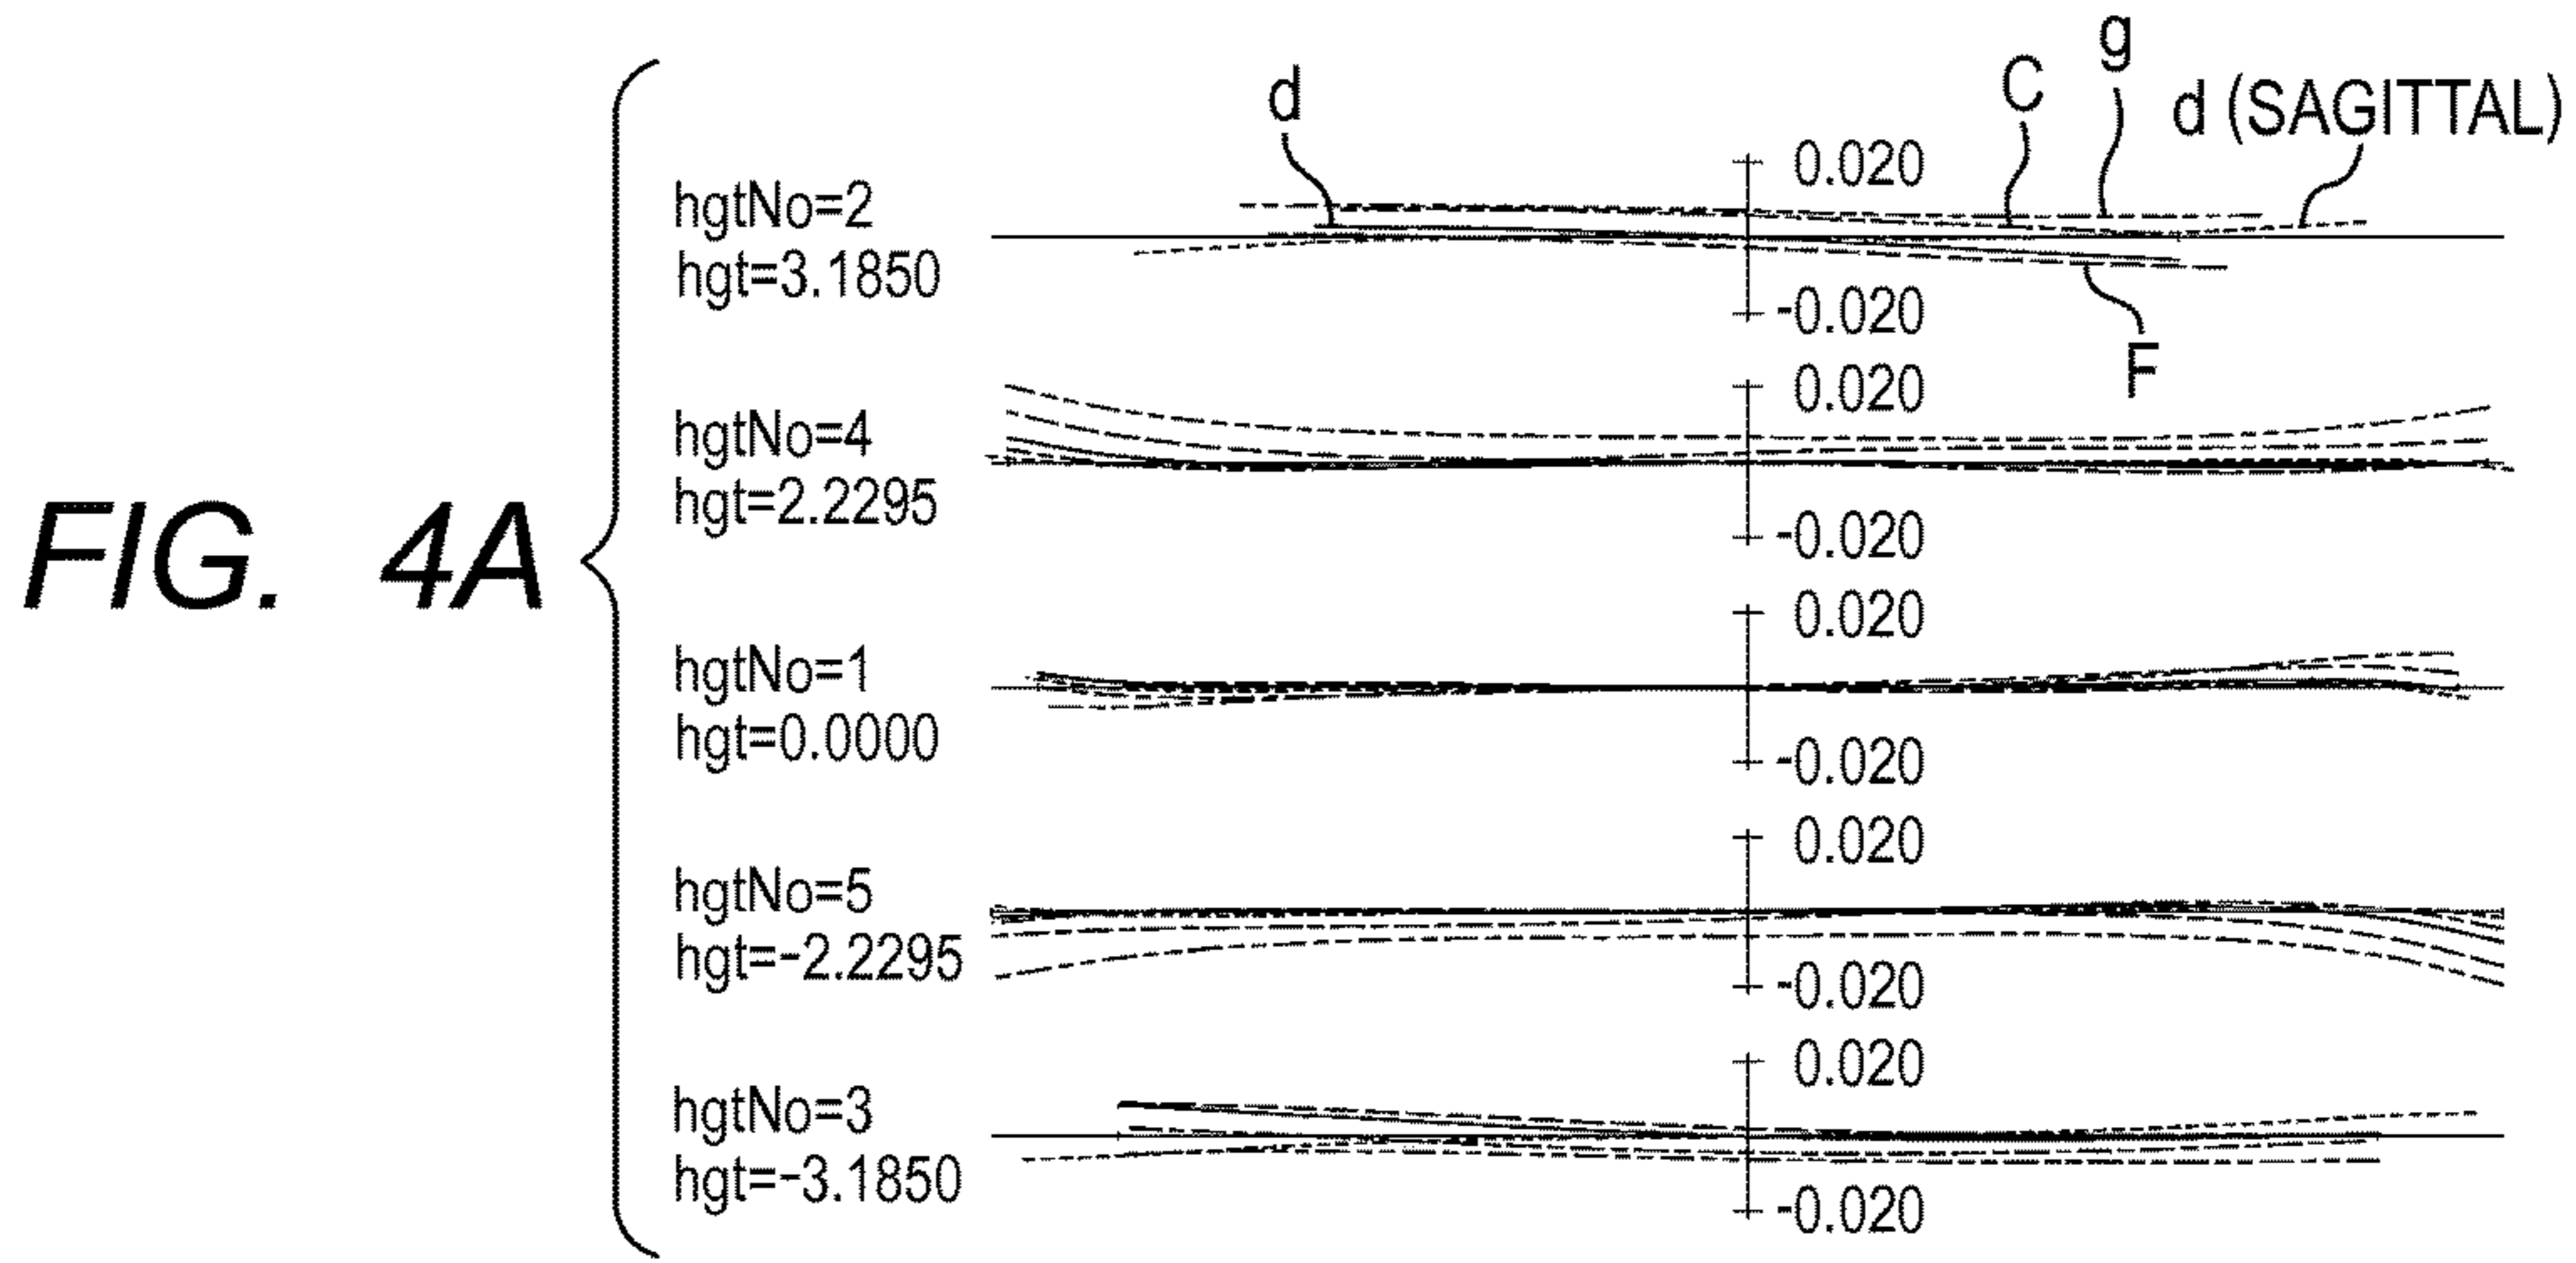 g
C
d (SAGITTAL)
d
0.020
hgtNo=2
hgt=3.1850
-0.020
F
0.020
hgtNo=4
hgt=2.2295
-0.020
FIG. 4A
0.020
hgtNo=1
hgt=0.0000
-0.020
0.020
hgtNo=5
hgt=-2.2295
-0.020
0.020
hgtNo=3
hgt=-3.1850
-0.020